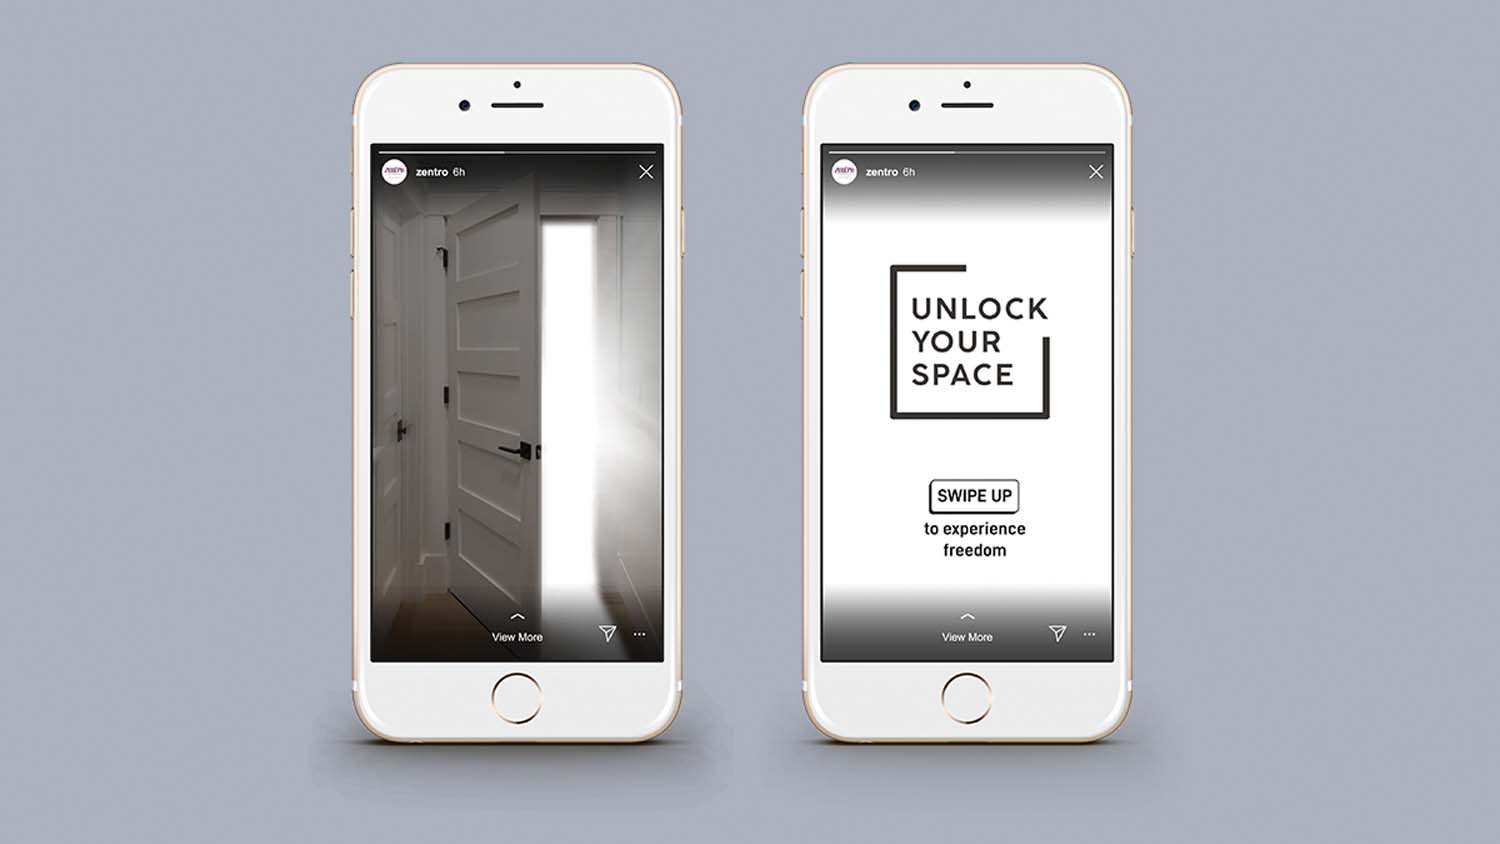 zentro 6h
View More
zentro 6h
UNLOCK
YOUR
SPACE
SWIPE UP
to experience
freedom
View More